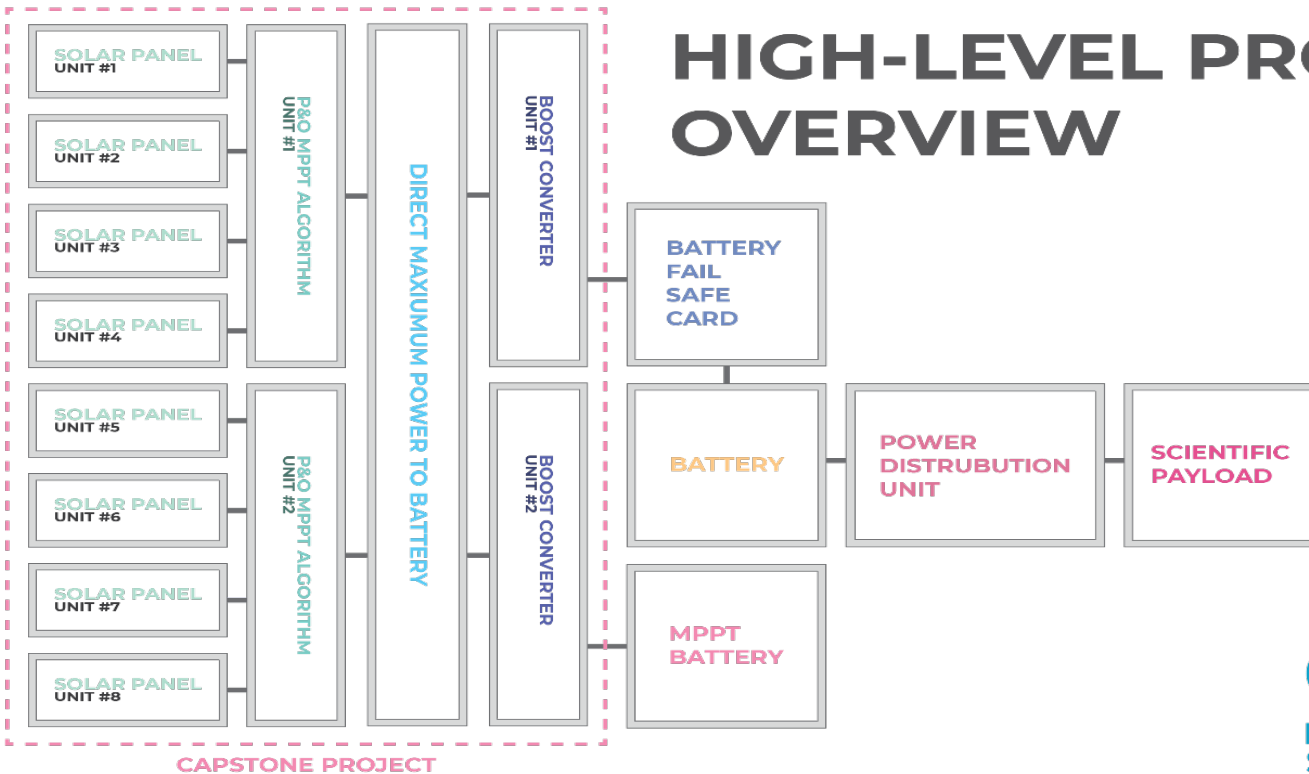 HIGH-LEVEL
OVERVIEW
SOLAR PANEL
UNIT #1
SOLAR PANEL
UNIT #2
SOLAR PANEL
UNIT #3
SOLAR PANEL
UNIT #4
SOLAR PANEL
UNIT #5
SOLAR PANEL
UNIT #6
SOLAR PANEL
UNIT #7
SOLAR PANEL
UNIT #8
P&O MPPT ALGORITHM
UNIT #1
P&O MPPT ALGORITHM
UNIT #2
DIRECT MAXIUMUM POWER TO BATTERY
BOOST CONVERTER
UNIT #1
BOOST CONVERTER
UNIT #2
BATTERY
FAIL
SAFE
CARD
BATTERY
POWER
DISTRUBUTION
UNIT
SCIENTIFIC
PAYLOAD
MPPT
BATTERY
CAPSTONE PROJECT